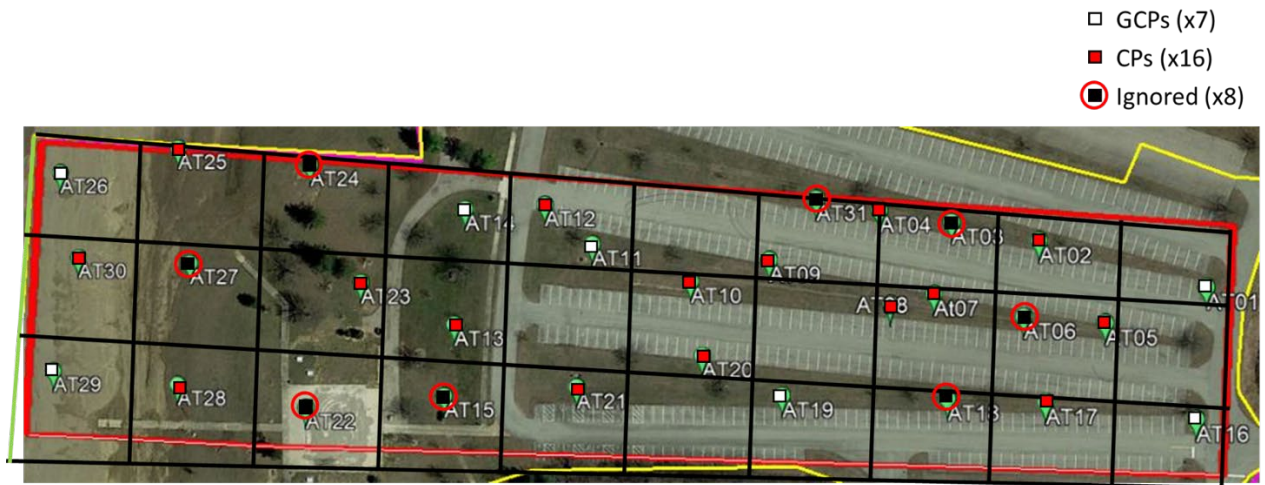 GCPs (x7)
CPs (x16)
Ignored (x8)
AT25
AT24
AT26
AT14
AT12
AT31
AT04
AT03
AT02
AT11
AT30
AT27
AT09
AT23
AT10
AT01
AT08
At07
AT06
AT05
AT13
AT20
AT29
AT28
AT22
AT15
AT21
AT19
AT18
AT17
AT16